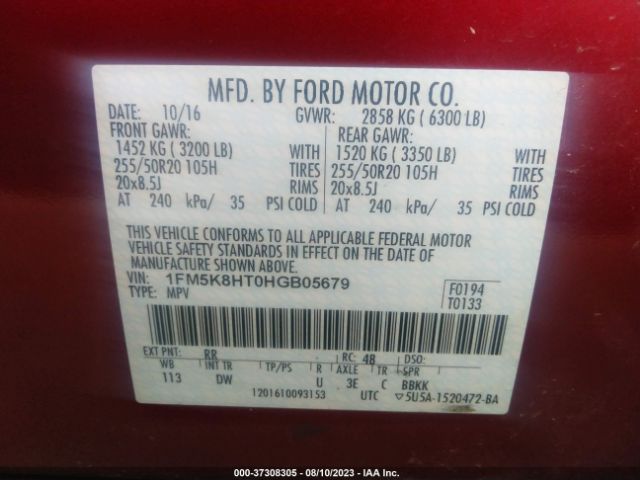 MFD. BY FORD MOTOR CO.
DATE: 10/16 GVWR: 2858 KG ( 6300 LB)
FRONT GAWR: REAR GAWR:
1452 KG ( 3200 LB) WITH 1520 KG ( 3350 LB) WITH
255/50R20 105H TIRES 255/50R20 105H TIRES
20x8.5J RIMS 20x8.5J RIMS
AT 240 kPa/ 35 PSI COLD AT 240 kPa/ 35 PSI COLD
THIS VEHICLE CONFORMS TO ALL APPLICABLE FEDERAL MOTOR
VEHICLE SAFETY STANDARDS IN EFFECT ON THE DATE OF
MANUFACTURE SHOWN ABOVE.
VIN: 1FM5K8HT0HGB05679 F0194
TYPE: MPV T0133
EXT PNT: RR RC: 48 DSO:
WB INT TR TP/PS R AXLE TR SPR
113 DW U 3E C BBKK
1201610093153 UTC ▽5U5A-1520472-BA
000-37308305 - 08/10/2023 - IAA Inc.